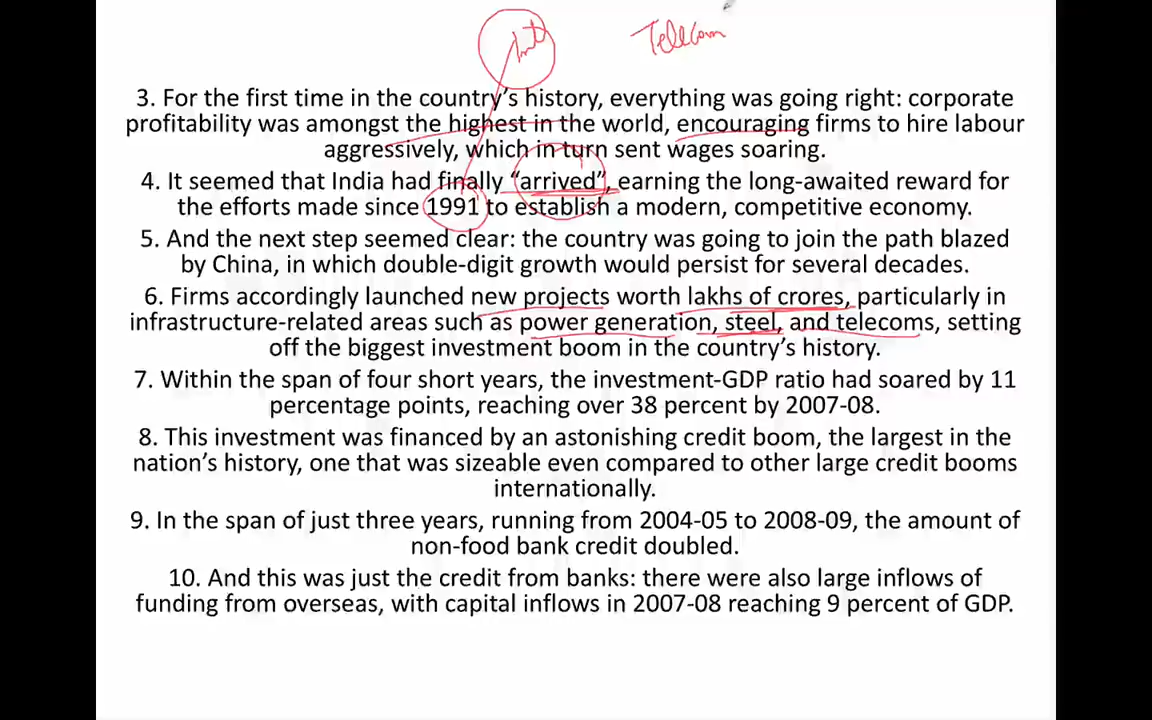 Telecom
3. For the first time in the country's history, everything was going right: corporate
profitability was amongst the highest in the world, encouraging firms to hire labour
aggressively, which in turn sent wages soaring.
4. It seemed that India had finally “arrived”, earning the long-awaited reward for
the efforts made since 1991 to establish a modern, competitive economy.
5. And the next step seemed clear: the country was going to join the path blazed
by China, in which double-digit growth would persist for several decades.
6. Firms accordingly launched new projects worth lakhs of crores, particularly in
infrastructure-related areas such as power generation, steel, and telecoms, setting
off the biggest investment boom in the country's history.
7. Within the span of four short years, the investment-GDP ratio had soared by 11
percentage points, reaching over 38 percent by 2007-08.
8. This investment was financed by an astonishing credit boom, the largest in the
nation's history, one that was sizeable even compared to other large credit booms
internationally.
9. In the span of just three years, running from 2004-05 to 2008-09, the amount of
non-food bank credit doubled.
10. And this was just the credit from banks: there were also large inflows of
funding from overseas, with capital inflows in 2007-08 reaching 9 percent of GDP.